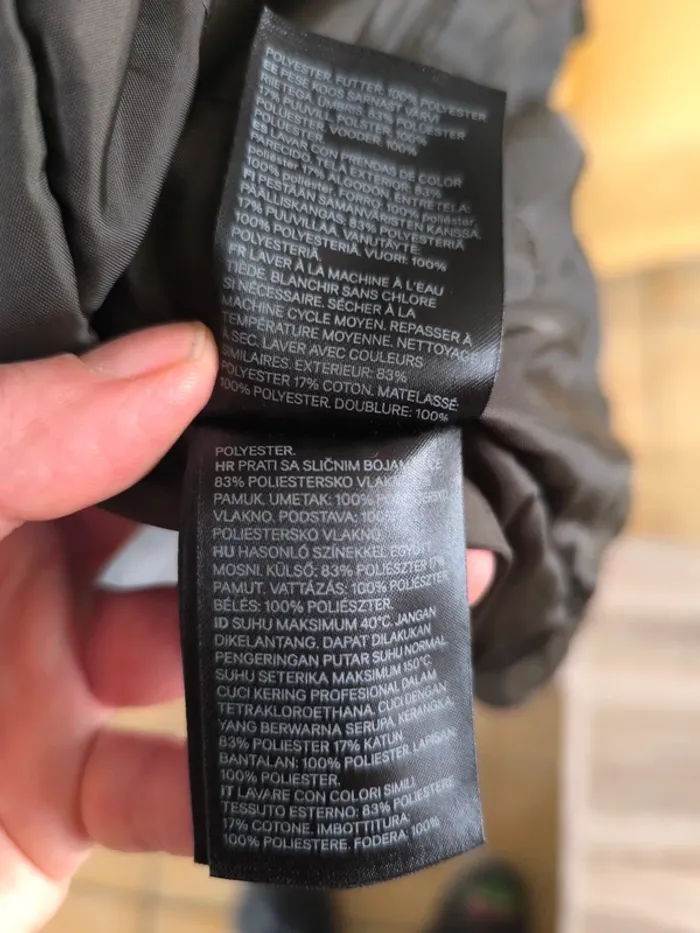 POLYESTER. FUTTER: 100% POLYESTER
EE PESE KOOS SARNAST VÄRVI
RIIETEGA. ÜMBRIS: 83% POLÜESTER
17% PUUVILL. POLSTER: 100%
POLÜESTER. VOODER: 100%
ES LAVAR CON PRENDAS DE COLOR
PARECIDO. TELA EXTERIOR: 83%
poliéster 17% ALGODÓN. ENTRETELA:
100% poliéster. FORRO: 100% poliéster.
FI PESTÄÄN SAMANVÄRISTEN KANSSA.
PÄÄLLISKANGAS: 83% POLYESTERIA
17% PUUVILLAA. VANUTÄYTE:
100% POLYESTERIÄ. VUORI: 100%
POLYESTERIÄ.
FR LAVER À LA MACHINE À L'EAU
TIÈDE. BLANCHIR SANS CHLORE
SI NÉCESSAIRE. SÉCHER À LA
MACHINE CYCLE MOYEN. REPASSER À
TEMPÉRATURE MOYENNE. NETTOYAGE
À SEC. LAVER AVEC COULEURS
SIMILAIRES. EXTERIEUR: 83%
POLYESTER 17% COTON. MATELASSÉ:
100% POLYESTER. DOUBLURE: 100%
POLYESTER.
HR PRATI SA SLIČNIM BOJAMA
83% POLIESTERSKO VLAKNO
PAMUK. UMETAK: 100% POLIESTERSKO
VLAKNO. PODSTAVA: 100%
POLIESTERSKO VLAKNO
HU HASONLÓ SZÍNEKKEL EGYÜTT
MOSNI. KÜLSŐ: 83% POLIÉSZTER 17%
PAMUT. VATTÁZÁS: 100% POLIÉSZTER.
BÉLÉS: 100% POLIÉSZTER.
ID SUHU MAKSIMUM 40°C. JANGAN
DIKELANTANG. DAPAT DILAKUKAN
PENGERINGAN PUTAR SUHU NORMAL
SUHU SETERIKA MAKSIMUM 150°C.
CUCI KERING PROFESIONAL DALAM
TETRAKLOROETHANA. CUCI DENGAN
YANG BERWARNA SERUPA. KERANGKA:
83% POLIESTER 17% KATUN
BANTALAN: 100% POLIESTER. LAPISAN:
100% POLIESTER.
IT LAVARE CON COLORI SIMILI.
TESSUTO ESTERNO: 83% POLIESTERE
17% COTONE. IMBOTTITURA:
100% POLIESTERE. FODERA: 100%